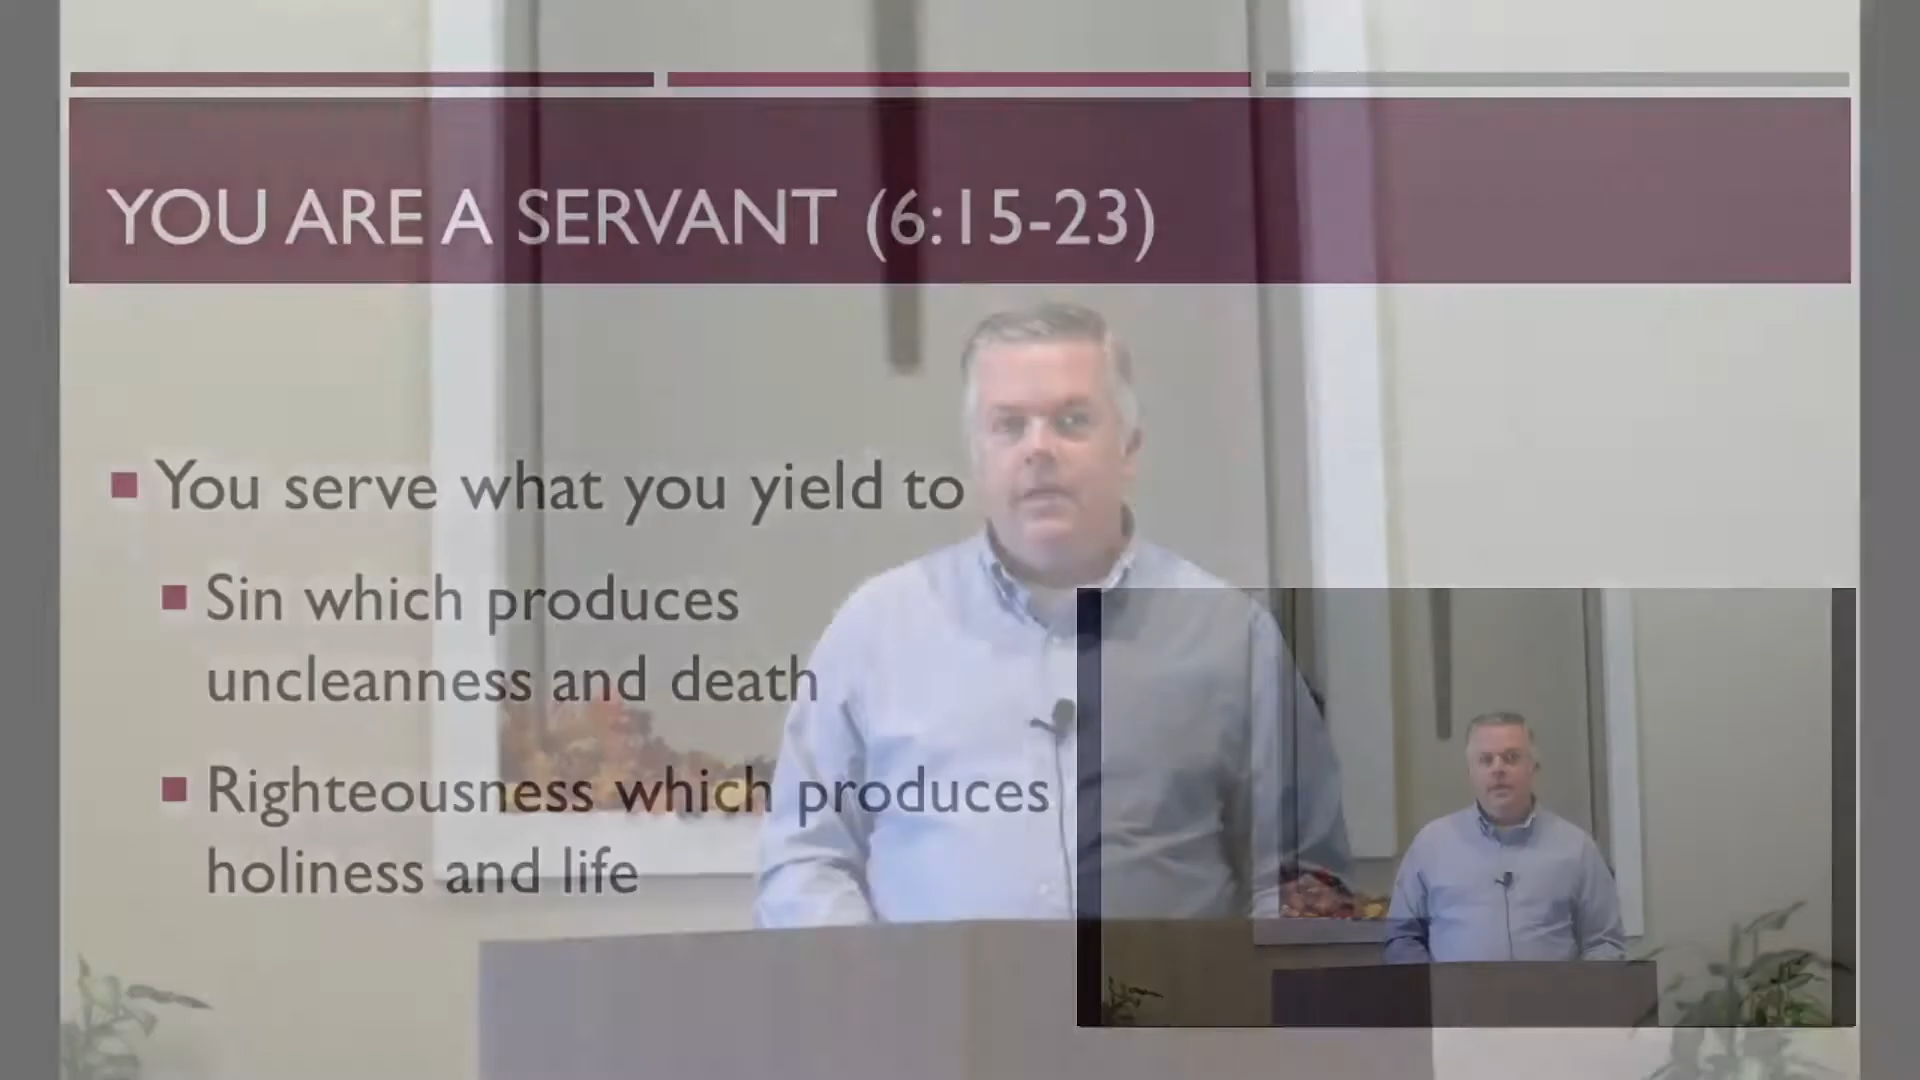 YOU ARE A SERVANT (6:15-23)
You serve what you yield to
Sin which produces
uncleanness and death
Righteousness which produces
holiness and life